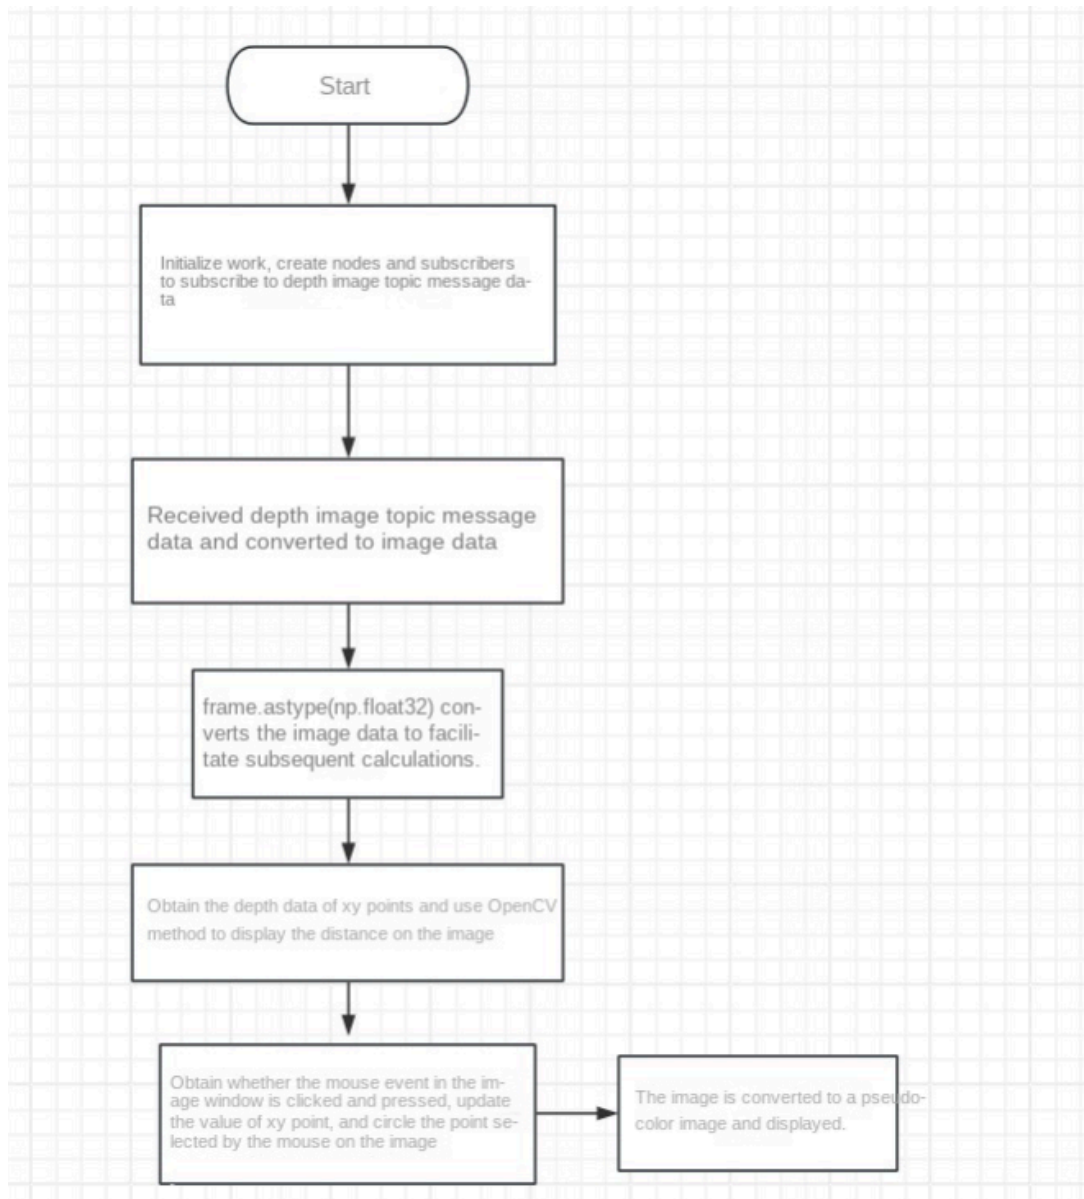 Start
Initialize work, create nodes and subscribers
to subscribe to depth image topic message da-
ta
Received depth image topic message
data and converted to image data
frame.astype(np.float32) con-
verts the image data to facili-
tate subsequent calculations.
Obtain the depth data of xy points and use OpenCV
method to display the distance on the image
Obtain whether the mouse event in the im-
age window is clicked and pressed, update
the value of xy point, and circle the point se-
lected by the mouse on the image
The image is converted to a pseudo-
color image and displayed.